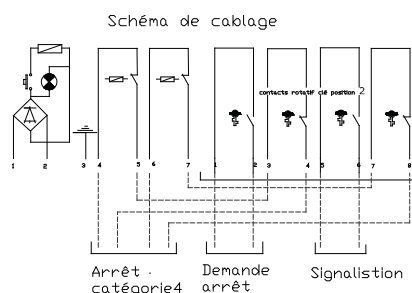 Schéma de cablage
contacts rotatif clé position 2
1 2 3 4 5 6 7 1 2 3 4 5 6 7 8
Arrêt .
catégorie4
Demande
arrêt
Signalistion